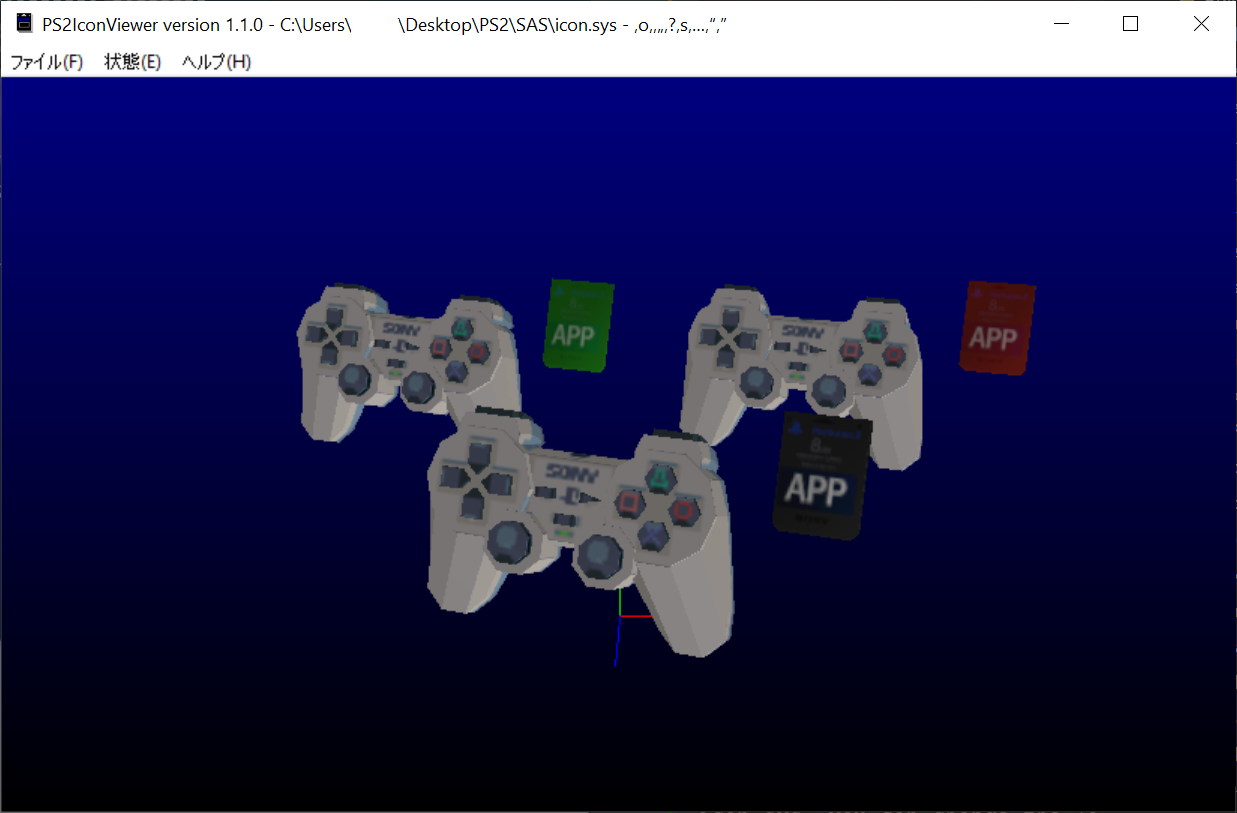 PS2IconViewer version 1.1.0 - C:\Users\ \Desktop\PS2\SAS\icon.sys - ‚o‚‚„‚?‚s‚…‚“‚”
ファイル(F) 状態(E) ヘルプ(H)
SONY
APP
SONY
APP
SONY
8MB
APP